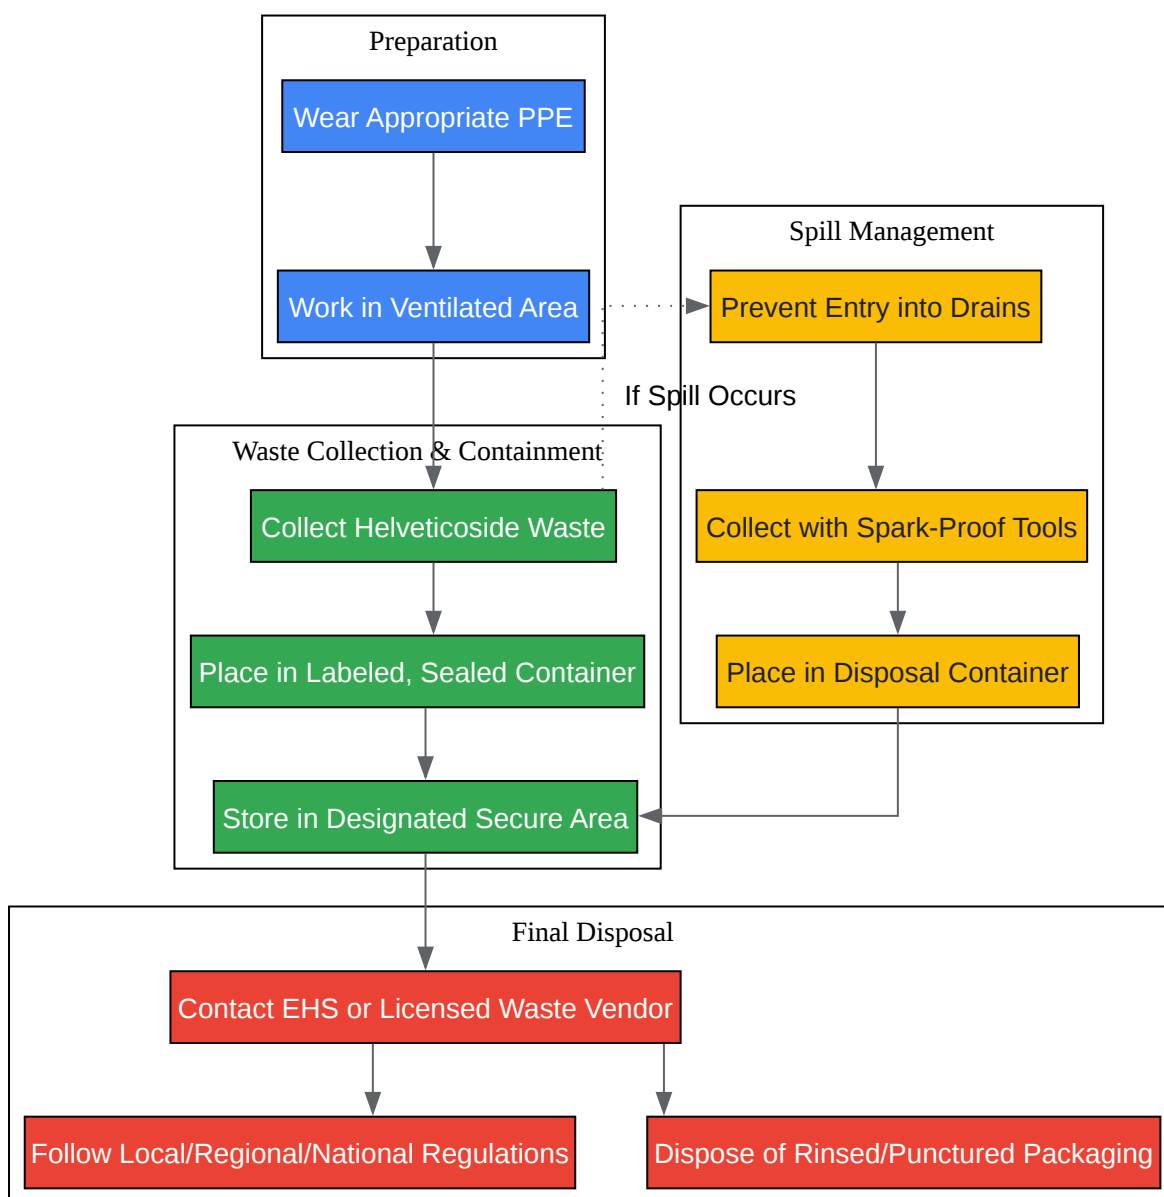 Preparation
Wear Appropriate PPE
Work in Ventilated Area
Spill Management
Prevent Entry into Drains
If Spill Occurs
Waste Collection & Containment
Collect Helveticoside Waste
Collect with Spark-Proof Tools
Place in Labeled, Sealed Container
Place in Disposal Container
Store in Designated Secure Area
Final Disposal
Contact EHS or Licensed Waste Vendor
Follow Local/Regional/National Regulations
Dispose of Rinsed/Punctured Packaging